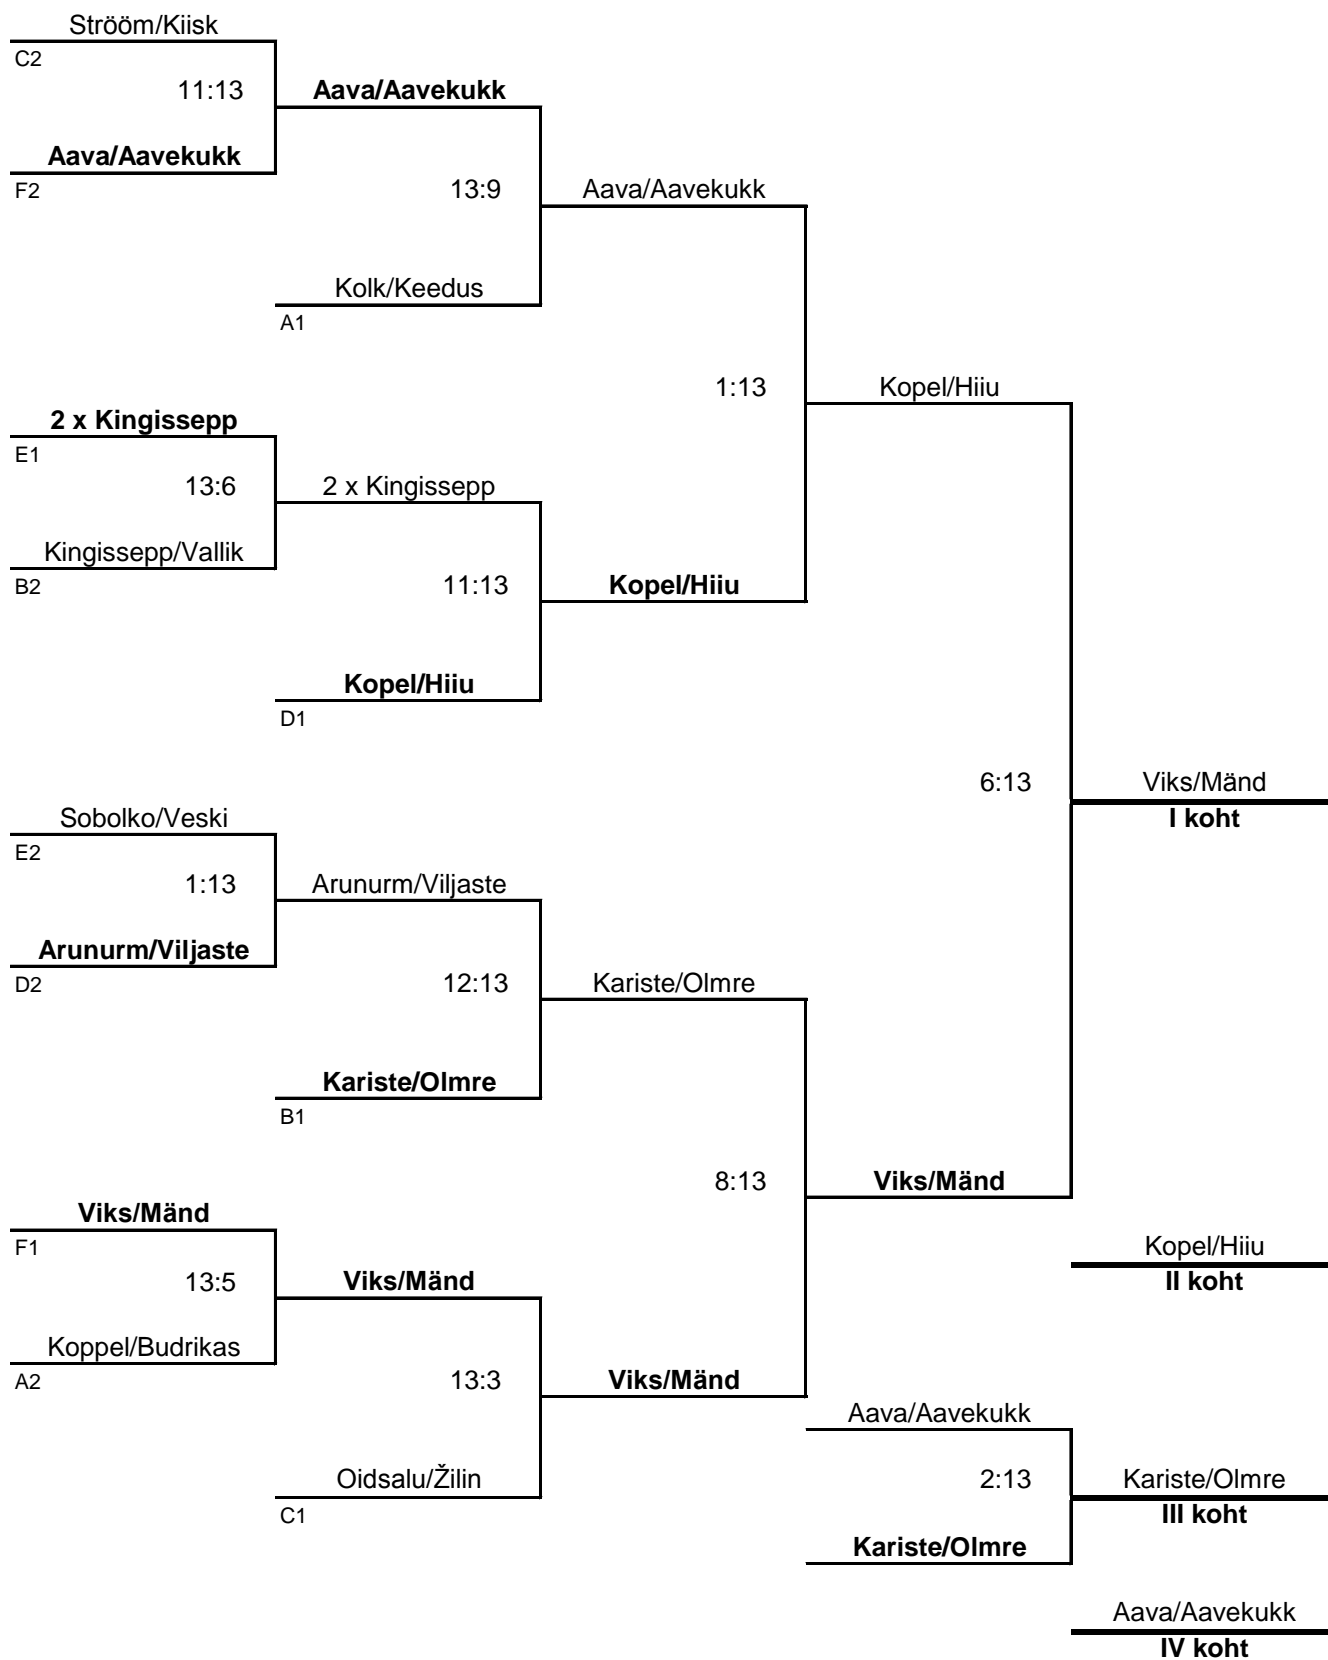 Strööm/Kiisk
C2
11:13
Aava/Aavekukk
Aava/Aavekukk
F2
13:9
Aava/Aavekukk
Kolk/Keedus
A1
1:13
Kopel/Hiiu
2 x Kingissepp
E1
13:6
2 x Kingissepp
Kingissepp/Vallik
B2
11:13
Kopel/Hiiu
Kopel/Hiiu
D1
6:13
Viks/Mänd
I koht
Sobolko/Veski
E2
1:13
Arunurm/Viljaste
Arunurm/Viljaste
D2
12:13
Kariste/Olmre
Kariste/Olmre
B1
8:13
Viks/Mänd
Viks/Mänd
F1
Kopel/Hiiu
II koht
13:5
Viks/Mänd
Koppel/Budrikas
A2
13:3
Viks/Mänd
Aava/Aavekukk
Oidsalu/Žilin
C1
2:13
Kariste/Olmre
III koht
Kariste/Olmre
Aava/Aavekukk
IV koht